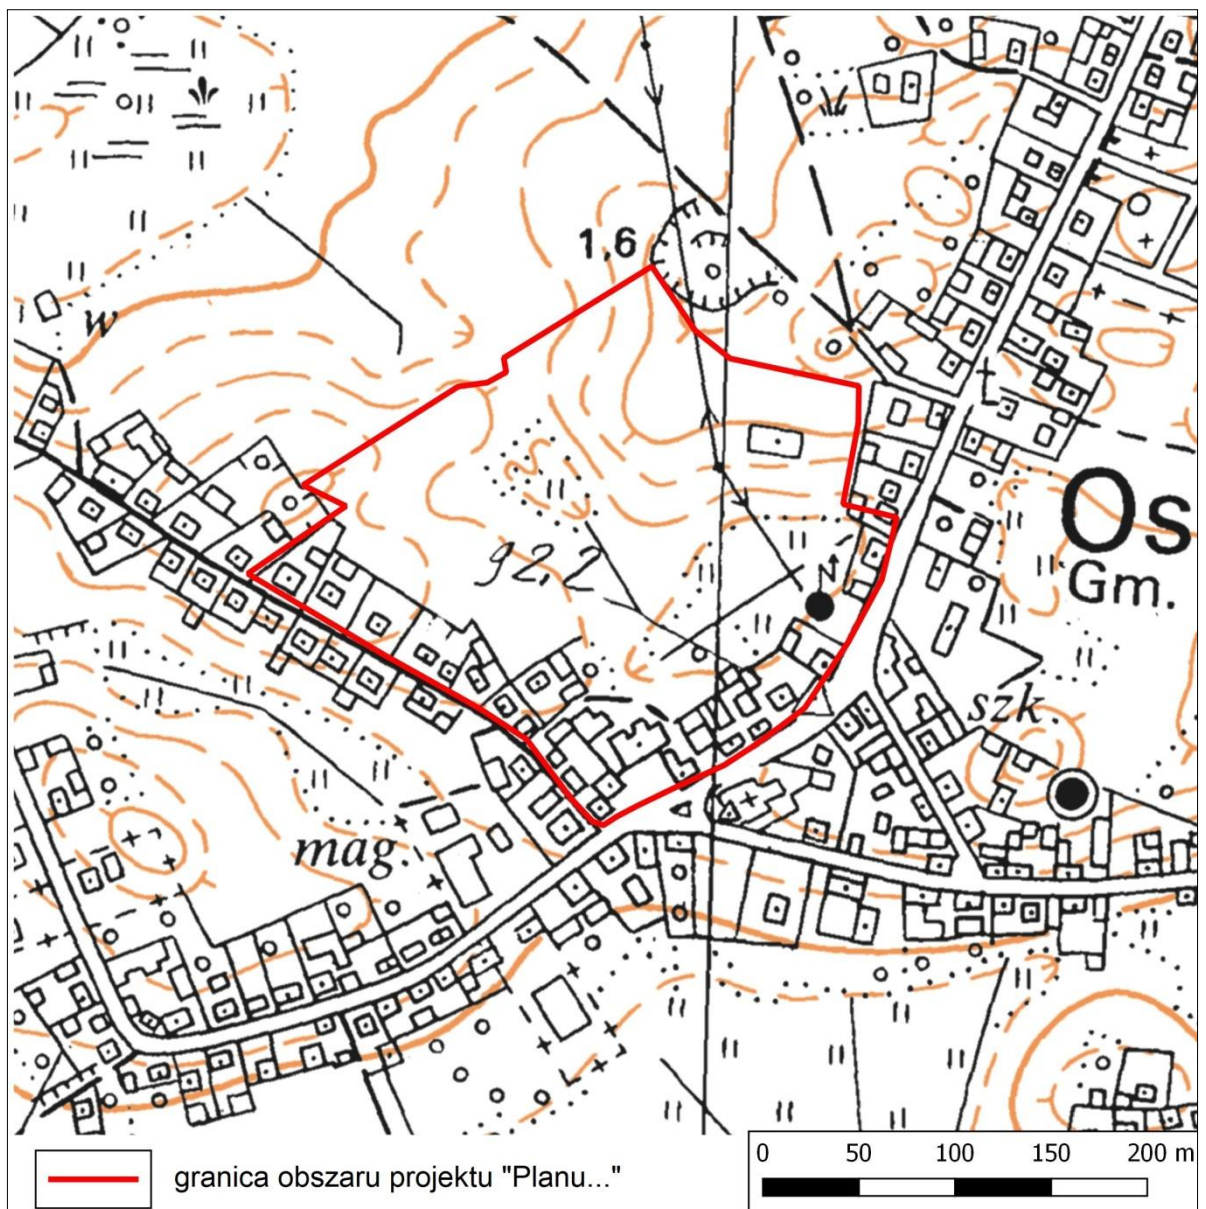 1,6
w
92,2
N
Os
Gm.
szk
mag.
granica obszaru projektu "Planu..."
0 50 100 150 200 m